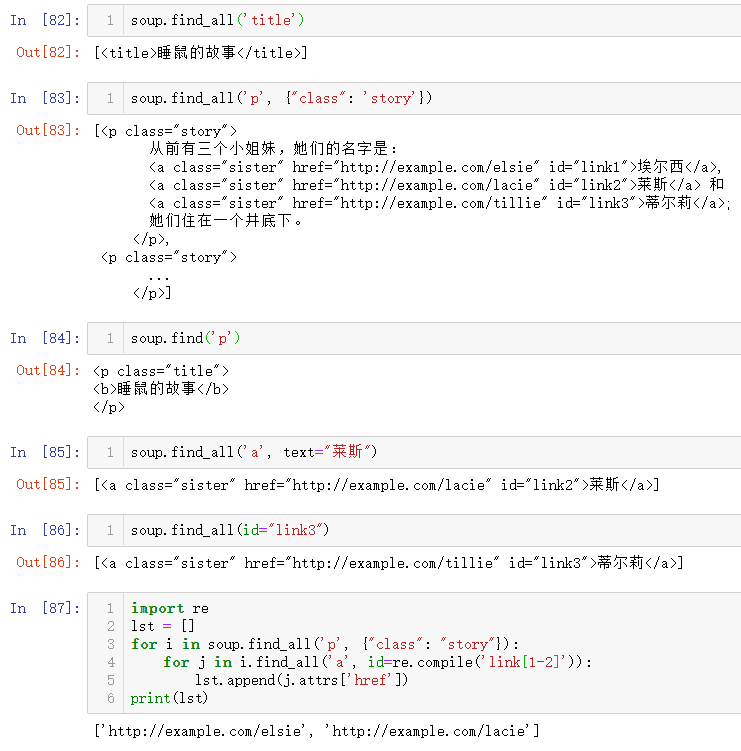 In [82]: 1 soup.find_all('title')
Out[82]: [<title>睡鼠的故事</title>]
In [83]: 1 soup.find_all('p', {"class": 'story'})
Out[83]: [<p class="story">
从前有三个小姐妹，她们的名字是：
<a class="sister" href="http://example.com/elsie" id="link1">埃尔西</a>,
<a class="sister" href="http://example.com/lacie" id="link2">莱斯</a> 和
<a class="sister" href="http://example.com/tillie" id="link3">蒂尔莉</a>;
她们住在一个井底下。
</p>,
<p class="story">
...
</p>]
In [84]: 1 soup.find('p')
Out[84]: <p class="title">
<b>睡鼠的故事</b>
</p>
In [85]: 1 soup.find_all('a', text="莱斯")
Out[85]: [<a class="sister" href="http://example.com/lacie" id="link2">莱斯</a>]
In [86]: 1 soup.find_all(id="link3")
Out[86]: [<a class="sister" href="http://example.com/tillie" id="link3">蒂尔莉</a>]
In [87]: 1 import re
2 lst = []
3 for i in soup.find_all('p', {"class": "story"}):
4 for j in i.find_all('a', id=re.compile('link[1-2]')):
5 lst.append(j.attrs['href'])
6 print(lst)
['http://example.com/elsie', 'http://example.com/lacie']